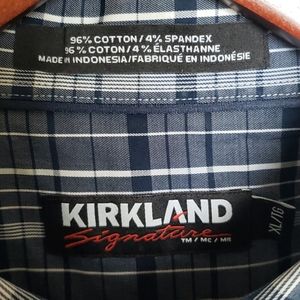 96% COTTON / 4% SPANDEX
96% COTON / 4% ÉLASTHANNE
MADE IN INDONESIA/FABRIQUÉ EN INDONÉSIE
KIRKLAND
Signature
TM / MC / MR
XL/TG